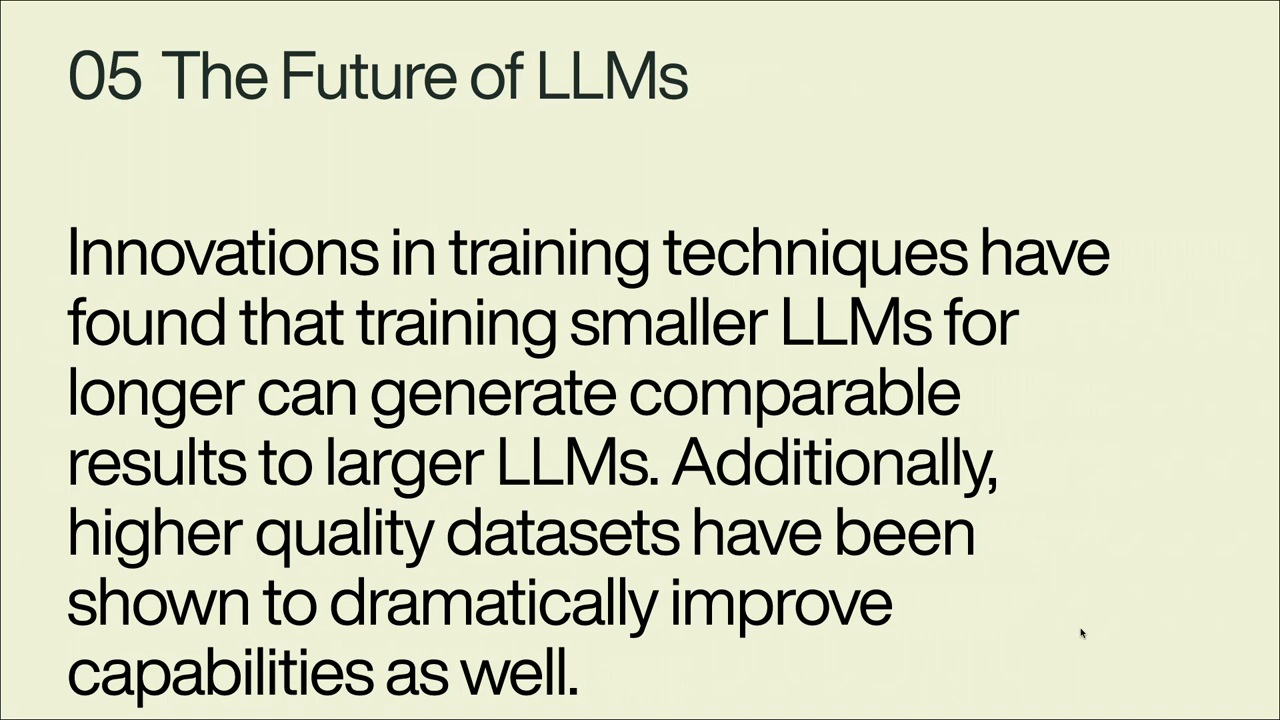 05 The Future of LLMs
Innovations in training techniques have
found that training smaller LLMs for
longer can generate comparable
results to larger LLMs. Additionally,
higher quality datasets have been
shown to dramatically improve
capabilities as well.